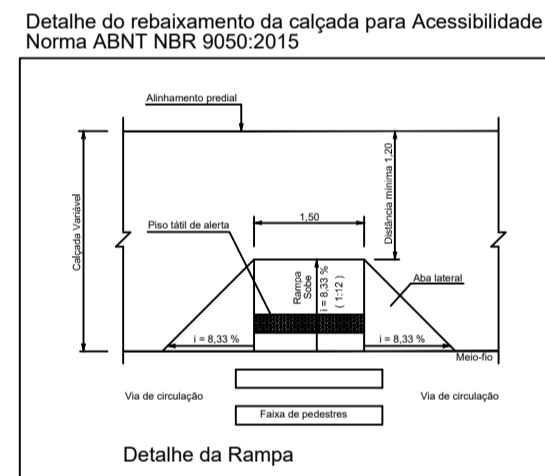 Detalhe do rebaixamento da calçada para Acessibilidade
Norma ABNT NBR 9050:2015
Alinhamento predial
Calçada Variável
Distância mínima 1,20
1,50
Piso tátil de alerta
Rampa
Sobe
i = 8,33 %
( 1:12 )
Aba lateral
i = 8,33 %
i = 8,33 %
Meio-fio
Via de circulação
Via de circulação
Faixa de pedestres
Detalhe da Rampa